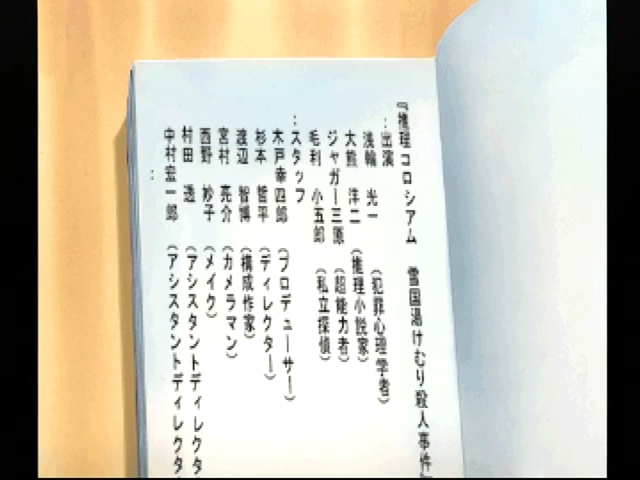 『推理コロシアム 雪国湯けむり殺人事件』
:出演
浅輪 光一 (犯罪心理学者)
大熊 洋二 (推理小説家)
ジャガー三原 (超能力者)
毛利 小五郎 (私立探偵)
:スタッフ
木戸幸四郎 (プロデューサー)
杉本 哲平 (ディレクター)
渡辺 智博 (構成作家)
宮村 亮介 (カメラマン)
西野 妙子 (メイク)
村田 透 (アシスタントディレクタ
中村宏一郎 (アシスタントディレクタ
: